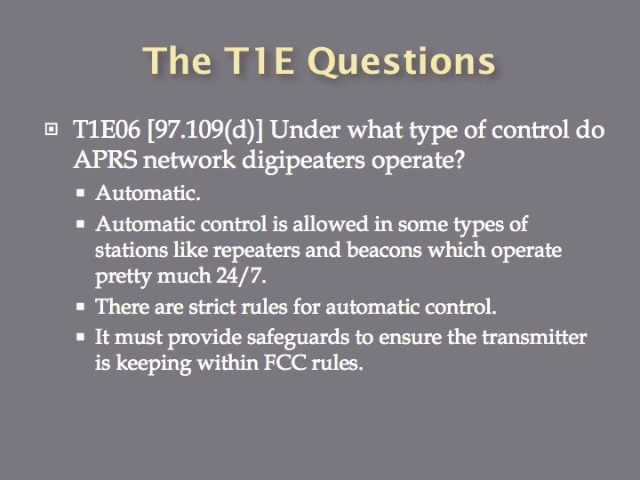 The T1E Questions
T1E06 [97.109(d)] Under what type of control do
APRS network digipeaters operate?
Automatic.
Automatic control is allowed in some types of
stations like repeaters and beacons which operate
pretty much 24/7.
There are strict rules for automatic control.
It must provide safeguards to ensure the transmitter
is keeping within FCC rules.